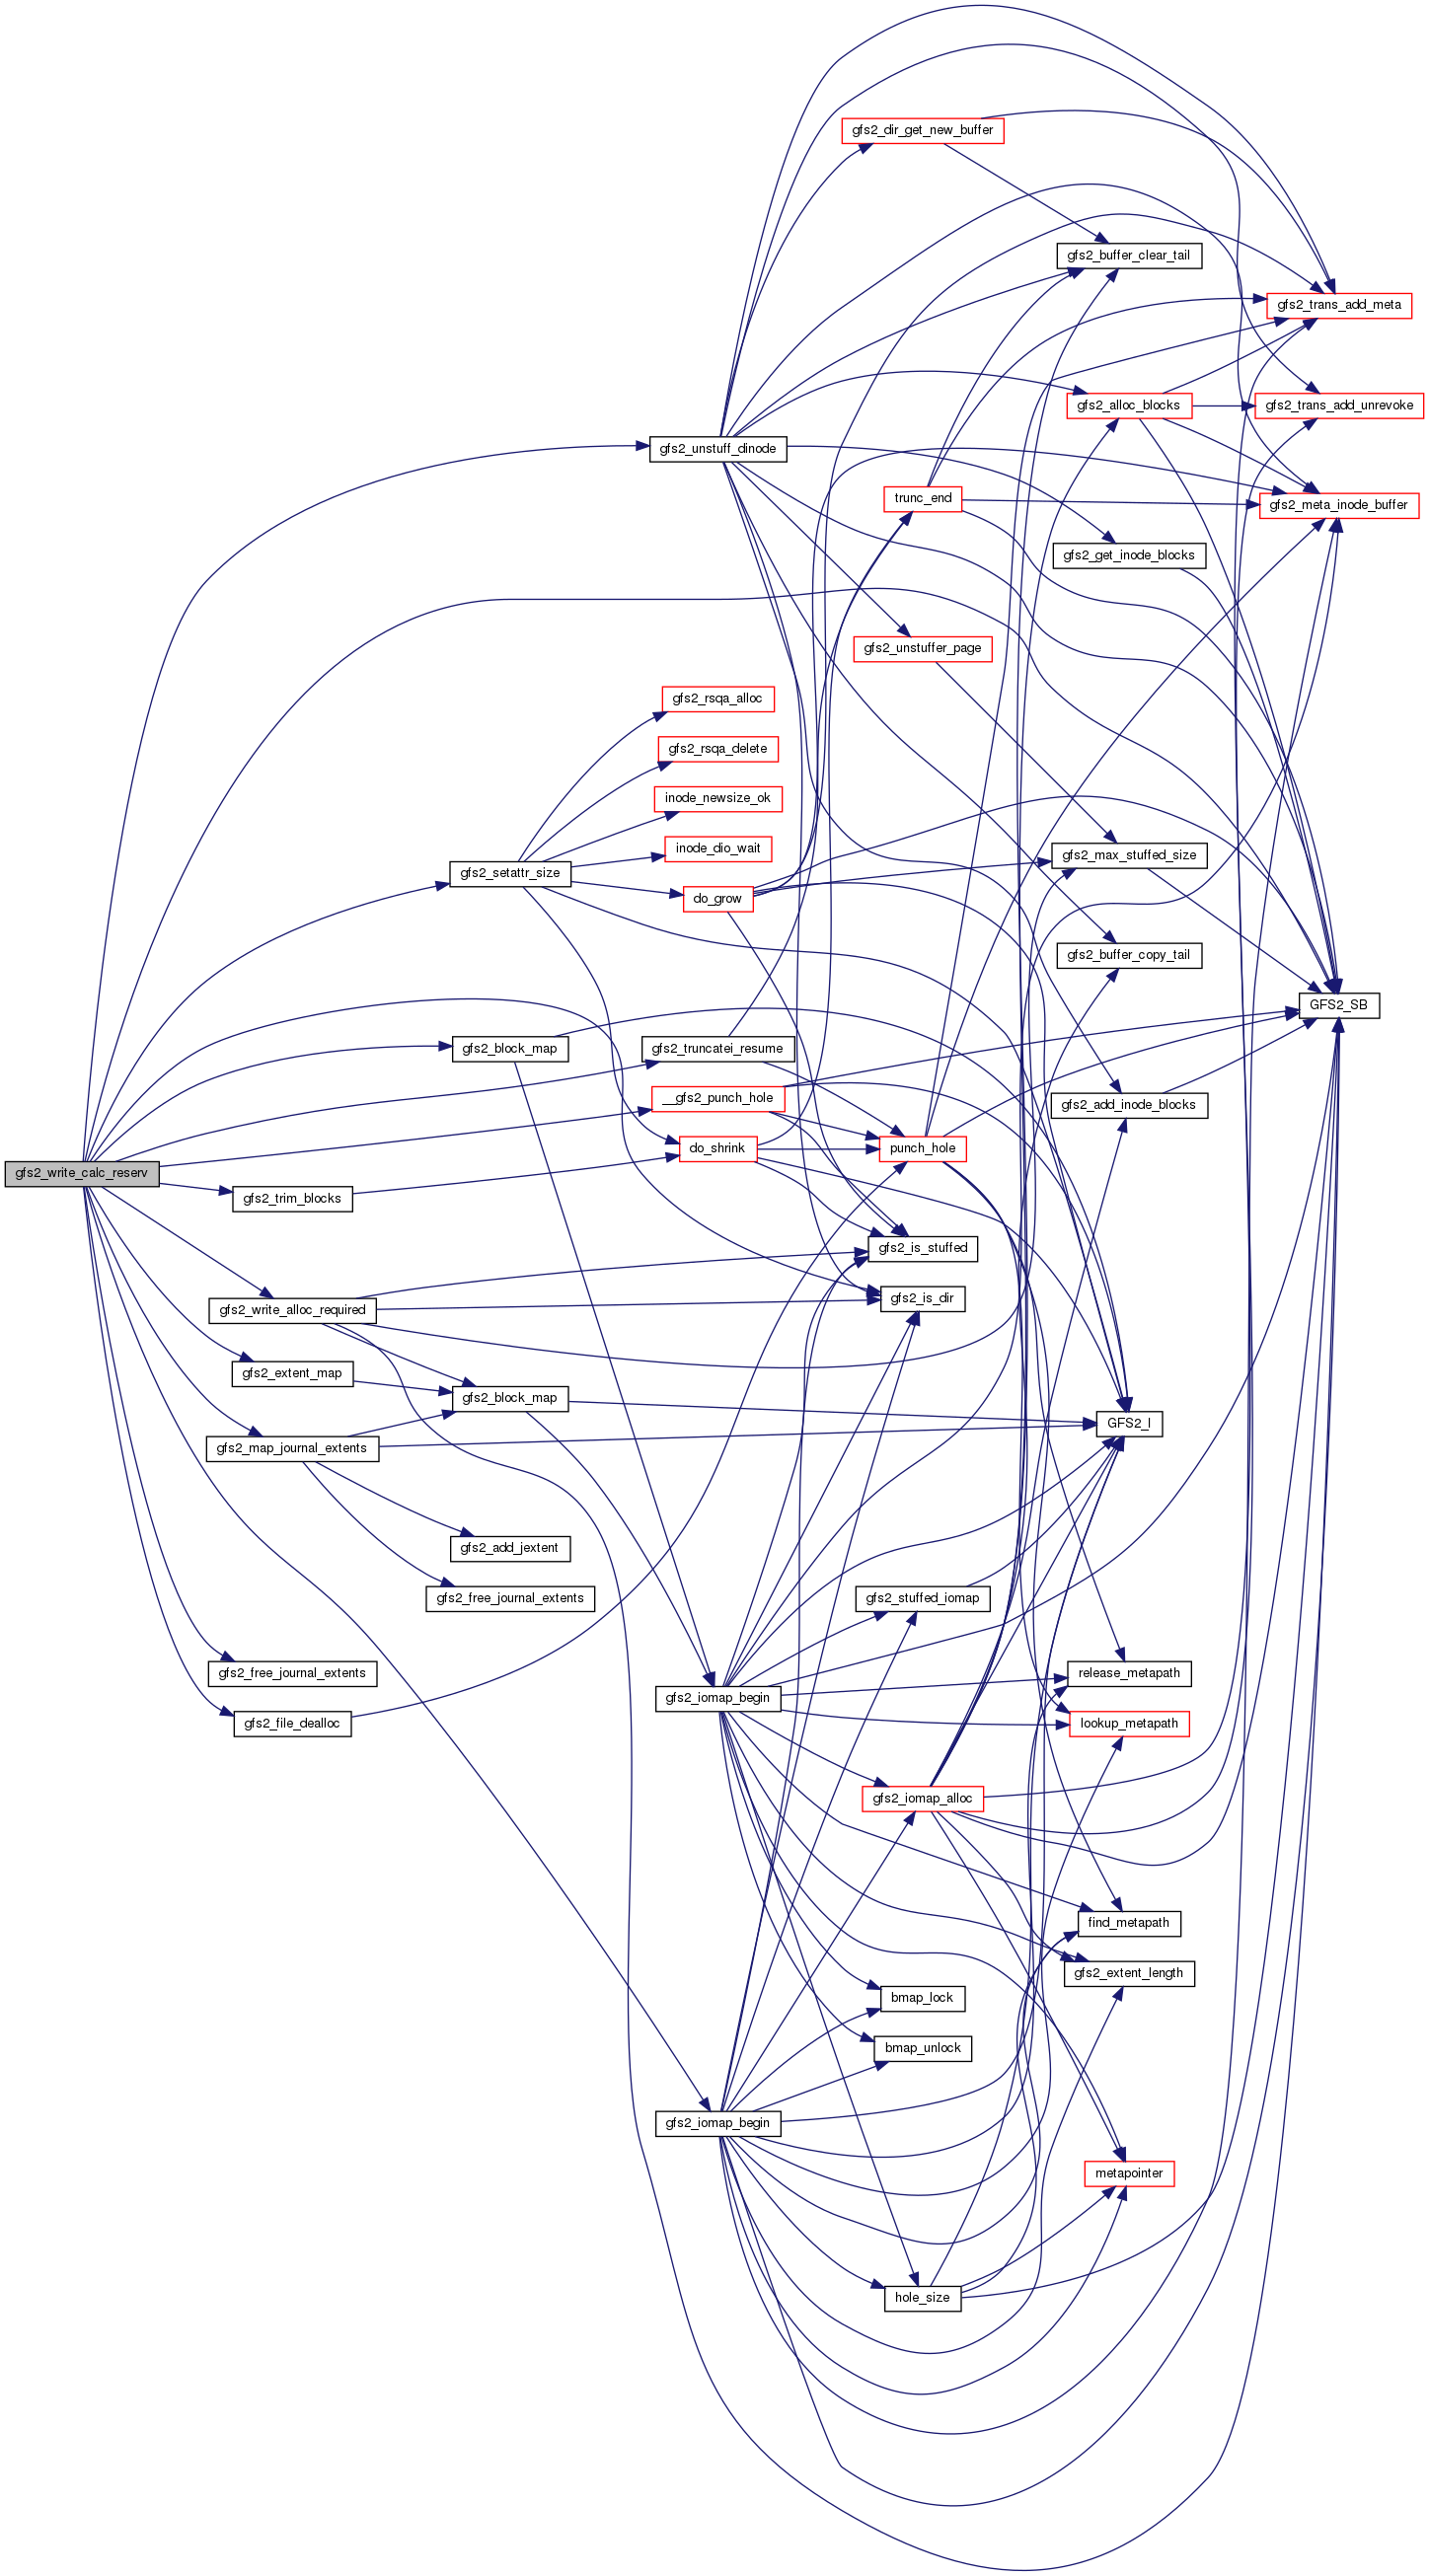 gfs2_dir_get_new_buffer
gfs2_buffer_clear_tail
gfs2_trans_add_meta
gfs2_alloc_blocks
gfs2_trans_add_unrevoke
gfs2_unstuff_dinode
trunc_end
gfs2_meta_inode_buffer
gfs2_get_inode_blocks
gfs2_unstuffer_page
gfs2_rsqa_alloc
gfs2_rsqa_delete
inode_newsize_ok
inode_dio_wait
gfs2_max_stuffed_size
gfs2_setattr_size
do_grow
gfs2_buffer_copy_tail
GFS2_SB
gfs2_block_map
gfs2_truncatei_resume
__gfs2_punch_hole
gfs2_add_inode_blocks
do_shrink
punch_hole
gfs2_write_calc_reserv
gfs2_trim_blocks
gfs2_is_stuffed
gfs2_is_dir
gfs2_write_alloc_required
gfs2_extent_map
gfs2_block_map
GFS2_I
gfs2_map_journal_extents
gfs2_add_jextent
gfs2_free_journal_extents
gfs2_stuffed_iomap
gfs2_free_journal_extents
release_metapath
gfs2_iomap_begin
gfs2_file_dealloc
lookup_metapath
gfs2_iomap_alloc
find_metapath
gfs2_extent_length
bmap_lock
bmap_unlock
gfs2_iomap_begin
metapointer
hole_size